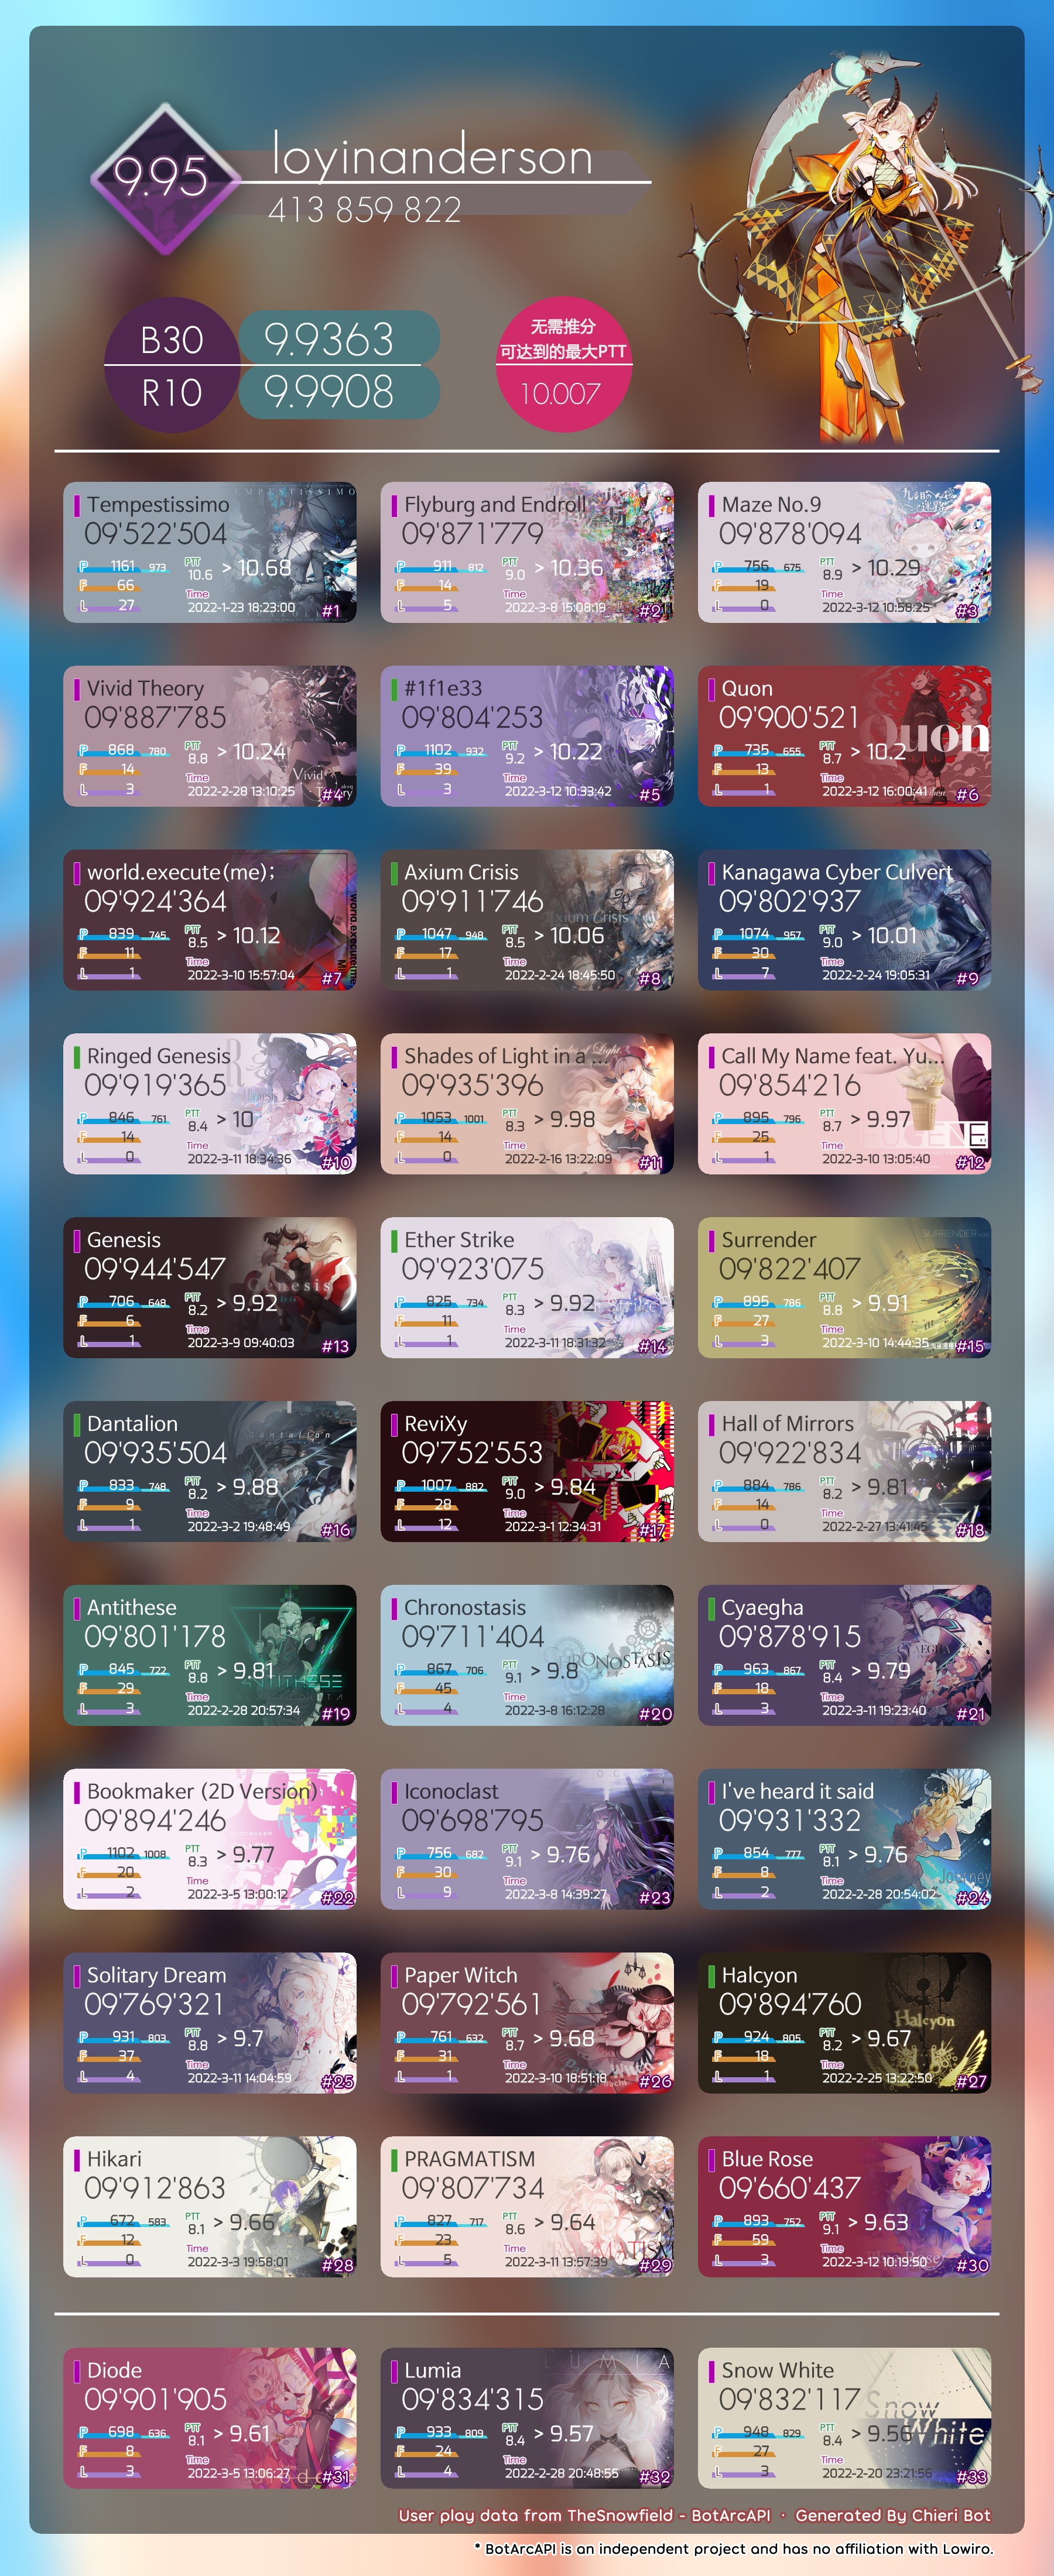 9.95
loyinanderson
413 859 822
B30 9.9363
R10 9.9908
无需推分
可达到的最大PTT
10.007
Tempestissimo
09'522'504
P 1161 973 PTT 10.6 > 10.68
F 66
L 27 Time 2022-1-23 18:23:00 #1
Flyburg and Endroll
09'871'779
P 911 812 PTT 9.0 > 10.36
F 14
L 5 Time 2022-3-8 15:08:19 #2
Maze No.9
09'878'094
P 756 675 PTT 8.9 > 10.29
F 19
L 0 Time 2022-3-12 10:58:25 #3
Vivid Theory
09'887'785
P 868 780 PTT 8.8 > 10.24
F 14
L 3 Time 2022-2-28 13:10:25 #4
#1f1e33
09'804'253
P 1102 932 PTT 9.2 > 10.22
F 39
L 3 Time 2022-3-12 10:33:42 #5
Quon
09'900'521
P 735 655 PTT 8.7 > 10.2
F 13
L 1 Time 2022-3-12 16:00:41 #6
world.execute(me);
09'924'364
P 839 745 PTT 8.5 > 10.12
F 11
L 1 Time 2022-3-10 15:57:04 #7
Axium Crisis
09'911'746
P 1047 948 PTT 8.5 > 10.06
F 17
L 1 Time 2022-2-24 18:45:50 #8
Kanagawa Cyber Culvert
09'802'937
P 1074 957 PTT 9.0 > 10.01
F 30
L 7 Time 2022-2-24 19:05:31 #9
Ringed Genesis
09'919'365
P 846 761 PTT 8.4 > 10
F 14
L 0 Time 2022-3-11 18:34:36 #10
Shades of Light in a ...
09'935'396
P 1053 1001 PTT 8.3 > 9.98
F 14
L 0 Time 2022-2-16 13:22:09 #11
Call My Name feat. Yu...
09'854'216
P 895 796 PTT 8.7 > 9.97
F 25
L 1 Time 2022-3-10 13:05:40 #12
Genesis
09'944'547
P 706 648 PTT 8.2 > 9.92
F 6
L 1 Time 2022-3-9 09:40:03 #13
Ether Strike
09'923'075
P 825 734 PTT 8.3 > 9.92
F 11
L 1 Time 2022-3-11 18:31:32 #14
Surrender
09'822'407
P 895 786 PTT 8.8 > 9.91
F 27
L 3 Time 2022-3-10 14:44:35 #15
Dantalion
09'935'504
P 833 748 PTT 8.2 > 9.88
F 9
L 1 Time 2022-3-2 19:48:49 #16
ReviXy
09'752'553
P 1007 882 PTT 9.0 > 9.84
F 28
L 12 Time 2022-3-1 12:34:31 #17
Hall of Mirrors
09'922'834
P 884 786 PTT 8.2 > 9.81
F 14
L 0 Time 2022-2-27 13:41:45 #18
Antithese
09'801'178
P 845 722 PTT 8.8 > 9.81
F 29
L 3 Time 2022-2-28 20:57:34 #19
Chronostasis
09'711'404
P 867 706 PTT 9.1 > 9.8
F 45
L 4 Time 2022-3-8 16:12:28 #20
Cyaegha
09'878'915
P 963 867 PTT 8.4 > 9.79
F 18
L 3 Time 2022-3-11 19:23:40 #21
Bookmaker (2D Version)
09'894'246
P 1102 1008 PTT 8.3 > 9.77
F 20
L 2 Time 2022-3-5 13:00:12 #22
Iconoclast
09'698'795
P 756 682 PTT 9.1 > 9.76
F 30
L 9 Time 2022-3-8 14:39:27 #23
I've heard it said
09'931'332
P 854 777 PTT 8.1 > 9.76
F 8
L 2 Time 2022-2-28 20:54:02 #24
Solitary Dream
09'769'321
P 931 803 PTT 8.8 > 9.7
F 37
L 4 Time 2022-3-11 14:04:59 #25
Paper Witch
09'792'561
P 761 632 PTT 8.7 > 9.68
F 31
L 1 Time 2022-3-10 18:51:18 #26
Halcyon
09'894'760
P 924 805 PTT 8.2 > 9.67
F 18
L 1 Time 2022-2-25 13:22:50 #27
Hikari
09'912'863
P 672 583 PTT 8.1 > 9.66
F 12
L 0 Time 2022-3-3 19:58:01 #28
PRAGMATISM
09'807'734
P 827 717 PTT 8.6 > 9.64
F 23
L 5 Time 2022-3-11 13:57:39 #29
Blue Rose
09'660'437
P 893 752 PTT 9.1 > 9.63
F 59
L 3 Time 2022-3-12 10:19:50 #30
Diode
09'901'905
P 698 636 PTT 8.1 > 9.61
F 8
L 3 Time 2022-3-5 13:06:27 #31
Lumia
09'834'315
P 933 809 PTT 8.4 > 9.57
F 24
L 4 Time 2022-2-28 20:48:55 #32
Snow White
09'832'117
P 948 829 PTT 8.4 > 9.56
F 27
L 3 Time 2022-2-20 23:21:56 #33
User play data from TheSnowfield - BotArcAPI · Generated By Chieri Bot
* BotArcAPI is an independent project and has no affiliation with Lowiro.